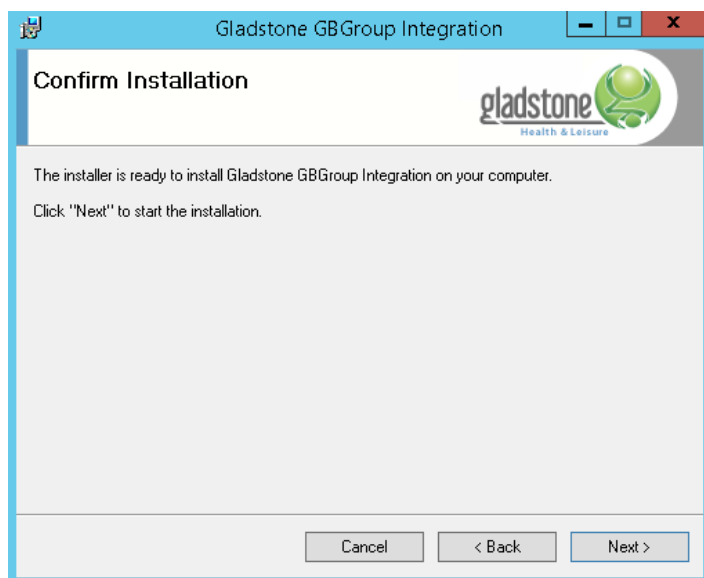 Gladstone GBGroup Integration
Confirm Installation
gladstone
Health & Leisure
The installer is ready to install Gladstone GBGroup Integration on your computer.
Click "Next" to start the installation.
Cancel
< Back
Next >